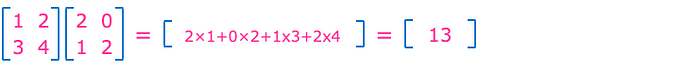 [1 2 [2 0 = [ 2×1+0×2+1x3+2x4 ] = [ 13 ]
3 4] 1 2]